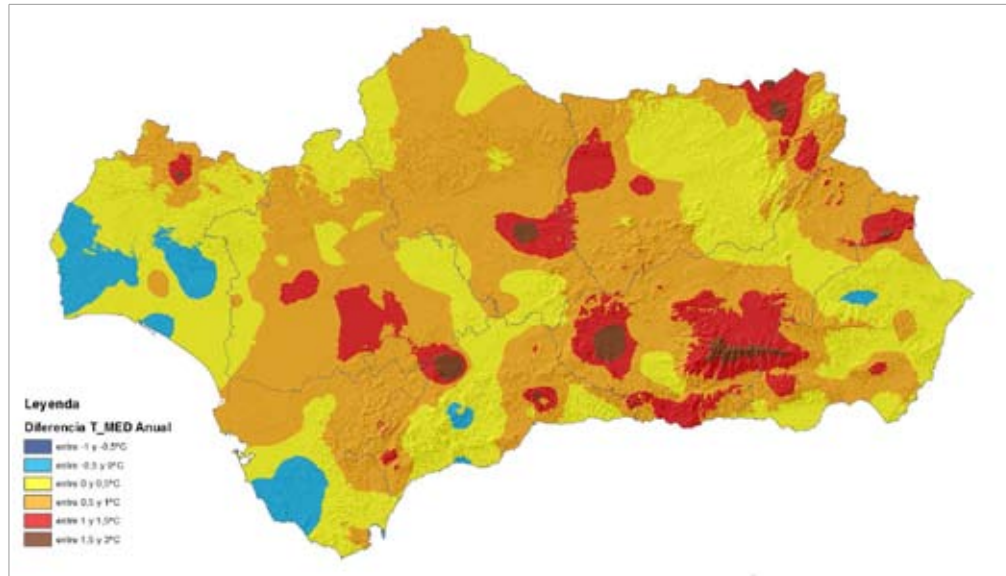 Leyenda
Diferencia T_MED Anual
entre -1 y -0.5ºC
entre -0.5 y 0ºC
entre 0 y 0,5ºC
entre 0,5 y 1ºC
entre 1 y 1,5ºC
entre 1,5 y 2ºC